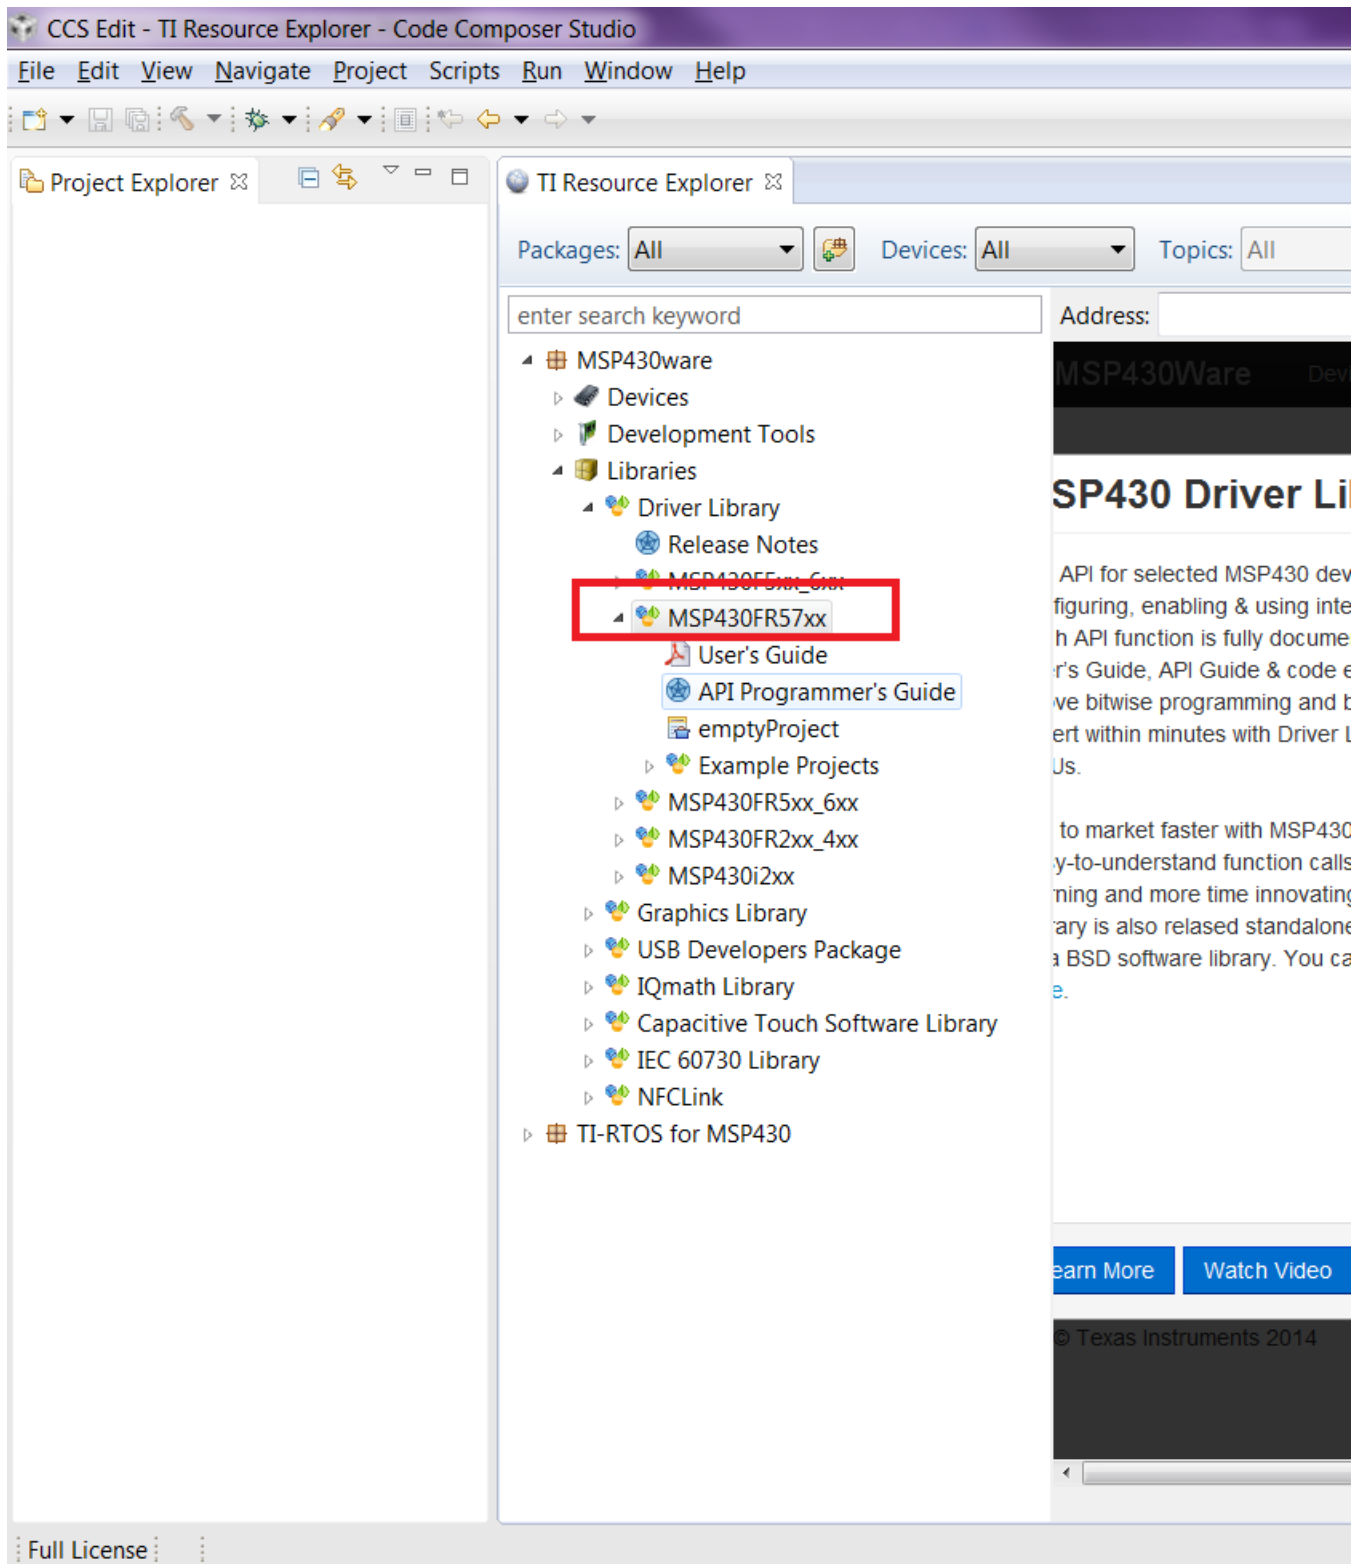 CCS Edit - TI Resource Explorer - Code Composer Studio
File Edit View Navigate Project Scripts Run Window Help
Project Explorer
TI Resource Explorer
Packages: All Devices: All Topics: All
enter search keyword
Address:
MSP430ware
Devices
Development Tools
Libraries
Driver Library
Release Notes
MSP430F5xx_6xx
MSP430FR57xx
User's Guide
API Programmer's Guide
emptyProject
Example Projects
MSP430FR5xx_6xx
MSP430FR2xx_4xx
MSP430i2xx
Graphics Library
USB Developers Package
IQmath Library
Capacitive Touch Software Library
IEC 60730 Library
NFCLink
TI-RTOS for MSP430
MSP430Ware Dev
SP430 Driver Li
API for selected MSP430 dev
figuring, enabling & using inte
h API function is fully docume
r's Guide, API Guide & code e
ve bitwise programming and b
ert within minutes with Driver L
Us.
to market faster with MSP430
y-to-understand function calls
rning and more time innovating
rary is also relased standalone
a BSD software library. You ca
e.
earn More Watch Video
© Texas Instruments 2014
Full License